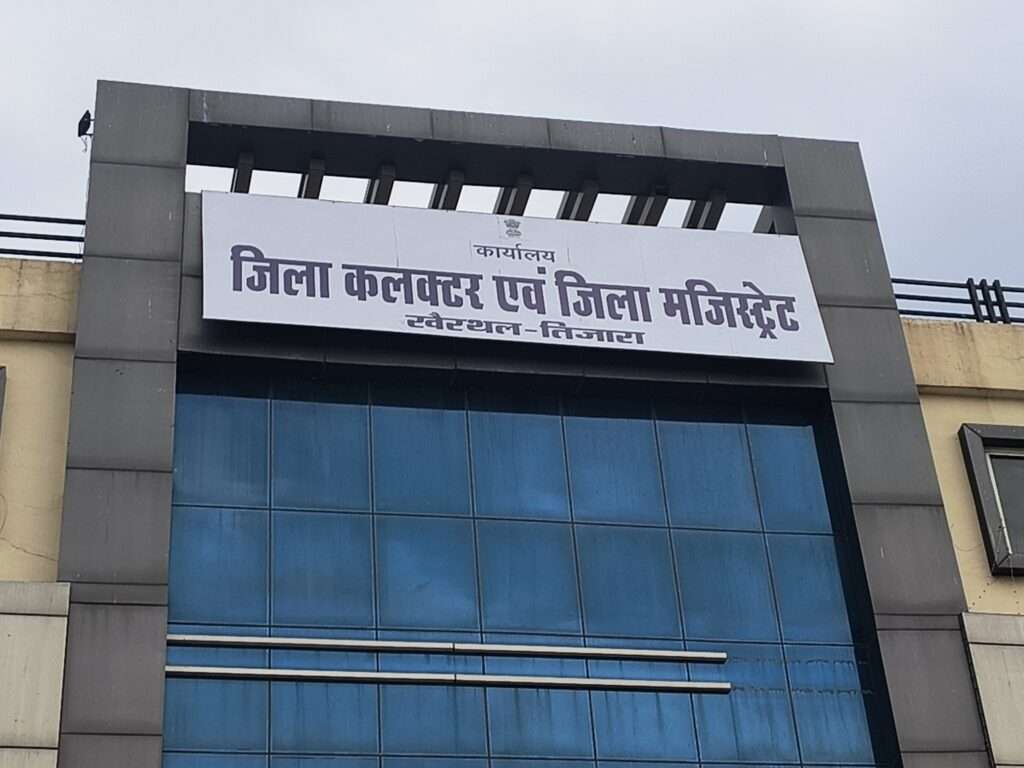 कार्यालय
जिला कलक्टर एवं जिला मजिस्ट्रेट
खैरथल-तिजारा